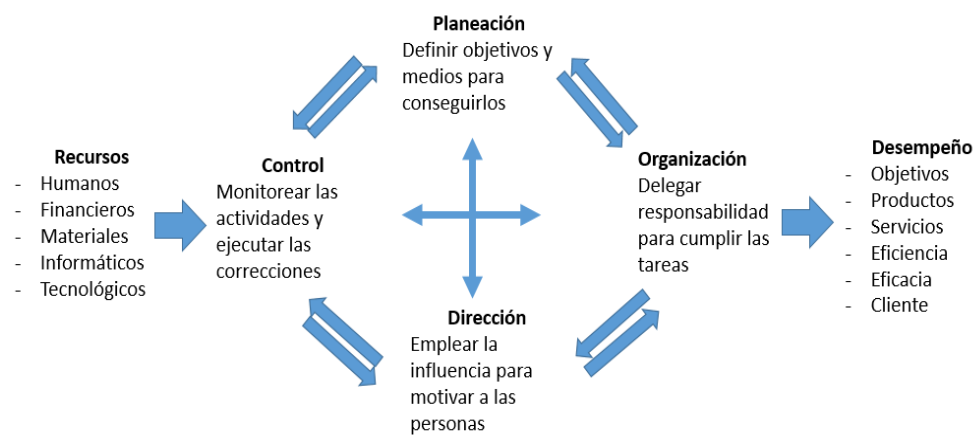 Planeación
Definir objetivos y
medios para
conseguirlos
Recursos
- Humanos
- Financieros
- Materiales
- Informáticos
- Tecnológicos
Control
Monitorear las
actividades y
ejecutar las
correcciones
Organización
Delegar
responsabilidad
para cumplir las
tareas
Desempeño
- Objetivos
- Productos
- Servicios
- Eficiencia
- Eficacia
- Cliente
Dirección
Emplear la
influencia para
motivar a las
personas